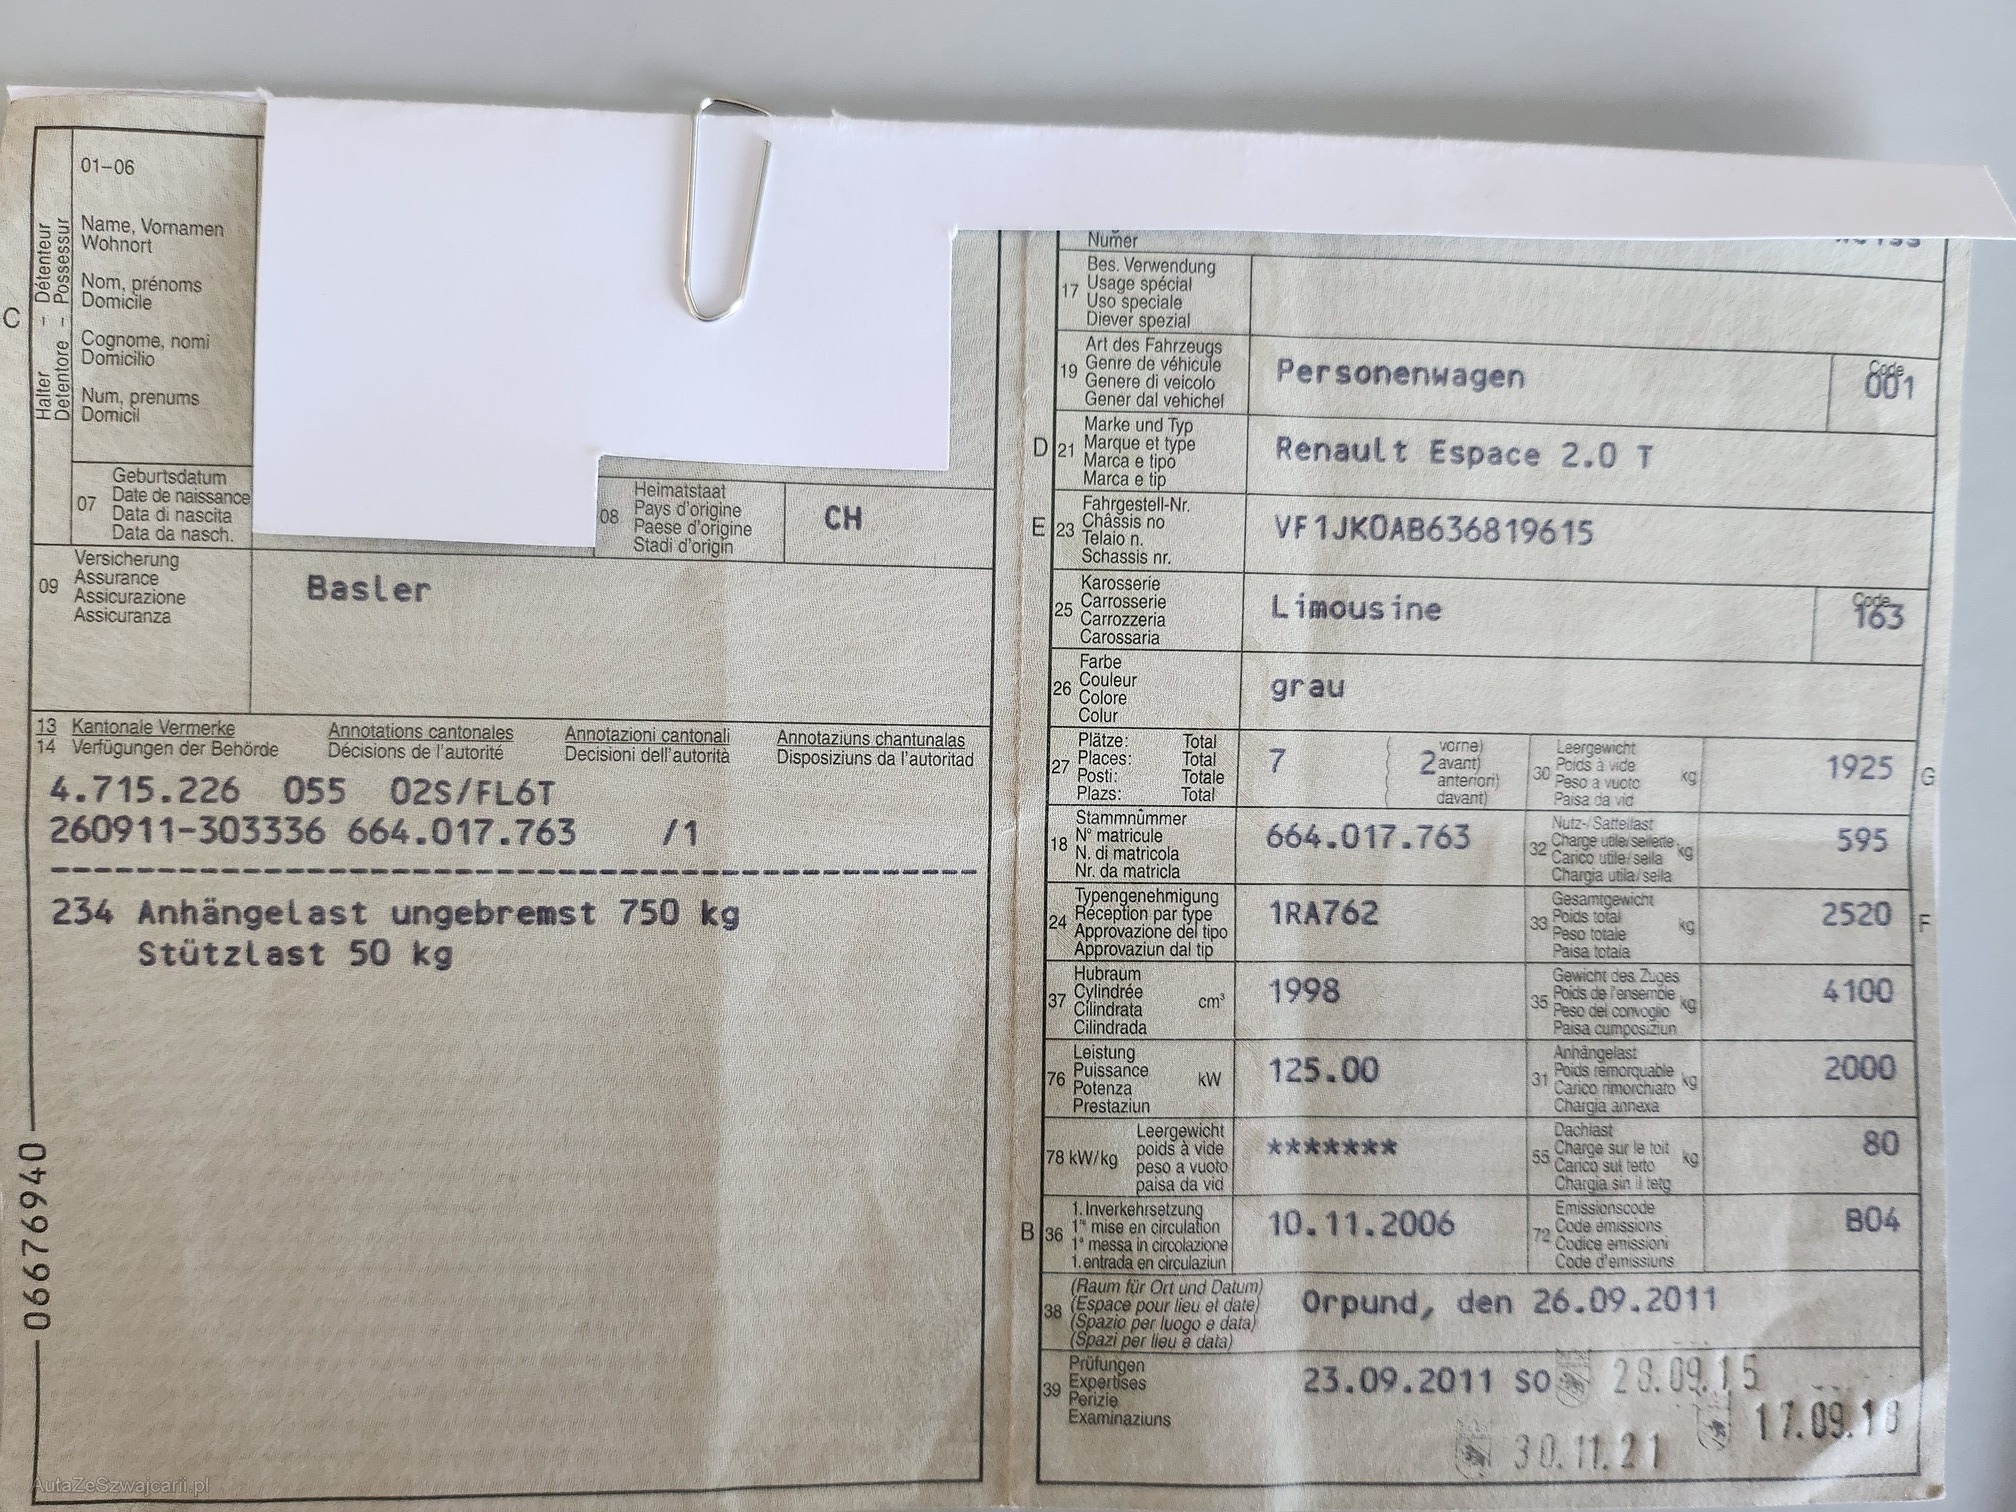 C
Halter – Détenteur
Detentore – Possessur
01–06
Name, Vornamen
Wohnort
Nom, prénoms
Domicile
Cognome, nomi
Domicilio
Num, prenums
Domicil
07
Geburtsdatum
Date de naissance
Data di nascita
Data da nasch.
08
Heimatstaat
Pays d'origine
Paese d'origine
Stadi d'origin
CH
09
Versicherung
Assurance
Assicurazione
Assicuranza
Basler
13 Kantonale Vermerke Annotations cantonales Annotazioni cantonali Annotaziuns chantunalas
14 Verfügungen der Behörde Décisions de l'autorité Decisioni dell'autorità Disposiziuns da l'autoritad
4.715.226 055 02S/FL6T
260911-303336 664.017.763 /1
234 Anhängelast ungebremst 750 kg
Stützlast 50 kg
06676940
Numer
17
Bes. Verwendung
Usage spécial
Uso speciale
Diever spezial
19
Art des Fahrzeugs
Genre de véhicule
Genere di veicolo
Gener dal vehichel
Personenwagen
Code
001
D
21
Marke und Typ
Marque et type
Marca e tipo
Marca e tip
Renault Espace 2.0 T
E
23
Fahrgestell-Nr.
Châssis no
Telaio n.
Schassis nr.
VF1JK0AB636819615
25
Karosserie
Carrosserie
Carrozzeria
Carossaria
Limousine
Code
163
26
Farbe
Couleur
Colore
Colur
grau
27
Plätze: Total
Places: Total
Posti: Totale
Plazs: Total
7
2
vorne)
avant)
anteriori)
davant)
30
Leergewicht
Poids à vide
Peso a vuoto
Paisa da vid
kg
1925
G
18
Stammnummer
N° matricule
N. di matricola
Nr. da matricla
664.017.763
32
Nutz-/Sattellast
Charge utile/sellette
Carico utile/sella
Chargia utila/sella
kg
595
24
Typengenehmigung
Réception par type
Approvazione del tipo
Approvaziun dal tip
1RA762
33
Gesamtgewicht
Poids total
Peso totale
Paisa totala
kg
2520
F
37
Hubraum
Cylindrée
Cilindrata
Cilindrada
cm³
1998
35
Gewicht des Zuges
Poids de l'ensemble
Peso del convoglio
Paisa cumposiziun
kg
4100
76
Leistung
Puissance
Potenza
Prestaziun
kW
125.00
31
Anhängelast
Poids remorquable
Carico rimorchiato
Chargia annexa
kg
2000
78 kW/kg
Leergewicht
poids à vide
peso a vuoto
paisa da vid
*******
55
Dachlast
Charge sur le toit
Carico sul tetto
Chargia sin il tetg
kg
80
B
36
1. Inverkehrsetzung
1re mise en circulation
1a messa in circolazione
1. entrada en circulaziun
10.11.2006
72
Emissionscode
Code émissions
Codice emissioni
Code d'emissiuns
B04
38
(Raum für Ort und Datum)
(Espace pour lieu et date)
(Spazio per luogo e data)
(Spazi per lieu e data)
Orpund, den 26.09.2011
39
Prüfungen
Expertises
Perizie
Examinaziuns
23.09.2011 SO 28.09.15
17.09.18
30.11.21
AutaZeSzwajcarii.pl